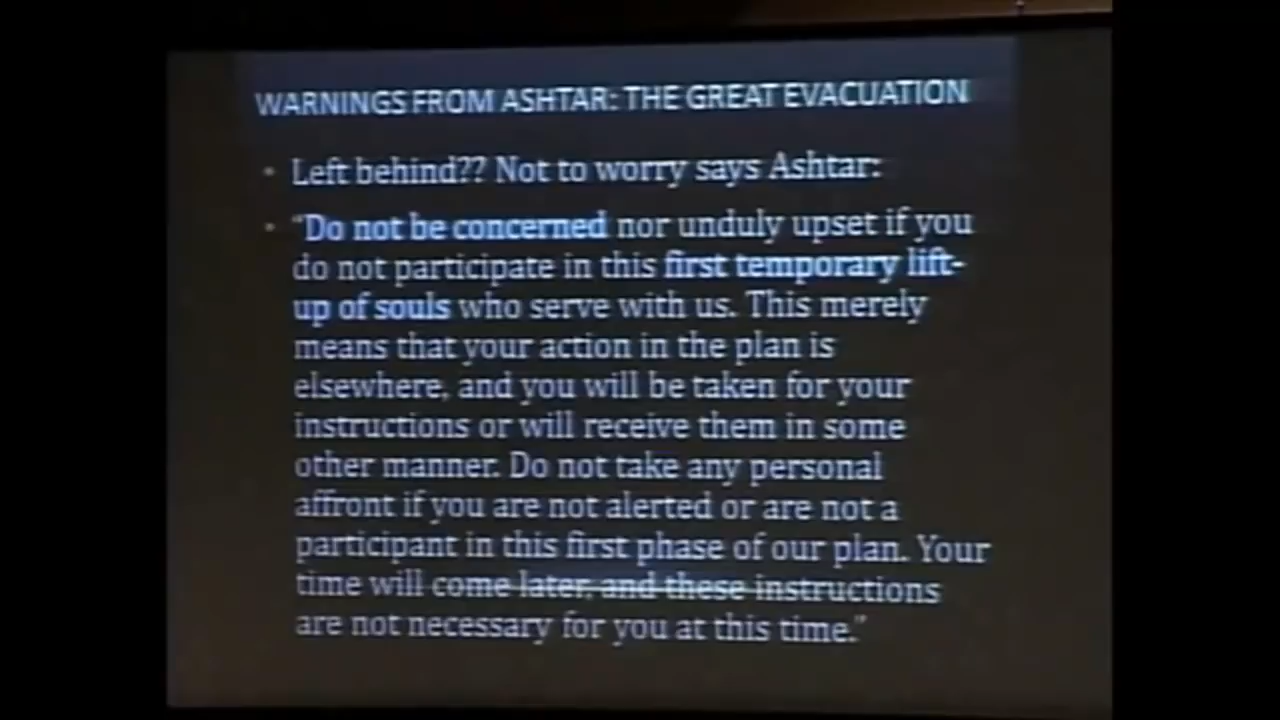 WARNINGS FROM ASHTAR: THE GREAT EVACUATION
• Left behind?? Not to worry says Ashtar:
• "Do not be concerned nor unduly upset if you
do not participate in this first temporary lift-
up of souls who serve with us. This merely
means that your action in the plan is
elsewhere, and you will be taken for your
instructions or will receive them in some
other manner. Do not take any personal
affront if you are not alerted or are not a
participant in this first phase of our plan. Your
time will come later, and these instructions
are not necessary for you at this time."